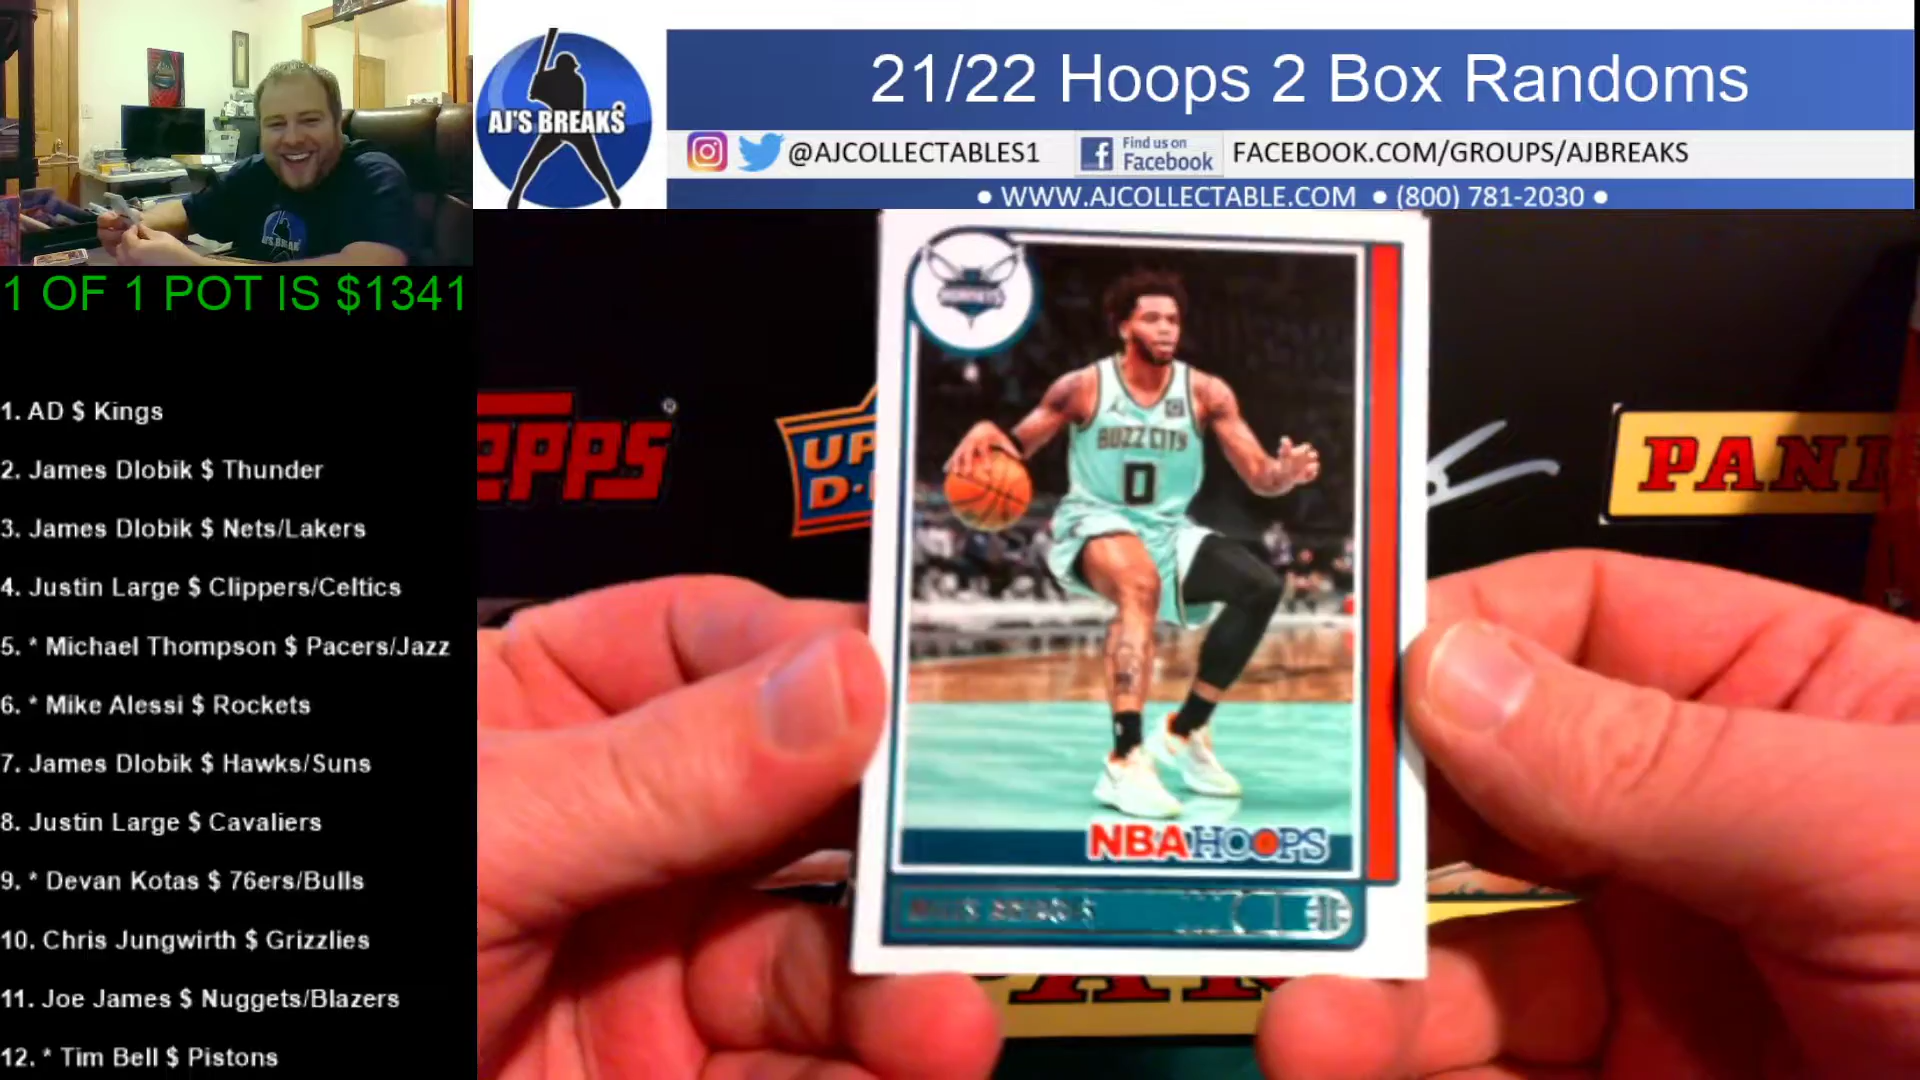 AJ'S BREAKS
21/22 Hoops 2 Box Randoms
@AJCOLLECTABLES1 Find us on Facebook FACEBOOK.COM/GROUPS/AJBREAKS
• WWW.AJCOLLECTABLE.COM • (800) 781-2030 •
1 OF 1 POT IS $1341
1. AD $ Kings
2. James Dlobik $ Thunder
3. James Dlobik $ Nets/Lakers
4. Justin Large $ Clippers/Celtics
5. * Michael Thompson $ Pacers/Jazz
6. * Mike Alessi $ Rockets
7. James Dlobik $ Hawks/Suns
8. Justin Large $ Cavaliers
9. * Devan Kotas $ 76ers/Bulls
10. Chris Jungwirth $ Grizzlies
11. Joe James $ Nuggets/Blazers
12. * Tim Bell $ Pistons
HORNETS
BUZZ CITY
0
NBA HOOPS
MILES BRIDGES